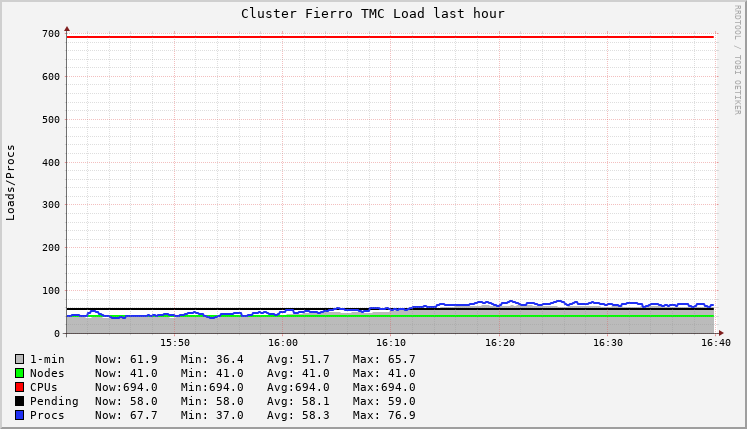 Cluster Fierro TMC Load last hour
RRDTOOL / TOBI OETIKER
Loads/Procs
700
600
500
400
300
200
100
0
15:50 16:00 16:10 16:20 16:30 16:40
1-min Now: 61.9 Min: 36.4 Avg: 51.7 Max: 65.7
Nodes Now: 41.0 Min: 41.0 Avg: 41.0 Max: 41.0
CPUs Now:694.0 Min:694.0 Avg:694.0 Max:694.0
Pending Now: 58.0 Min: 58.0 Avg: 58.1 Max: 59.0
Procs Now: 67.7 Min: 37.0 Avg: 58.3 Max: 76.9